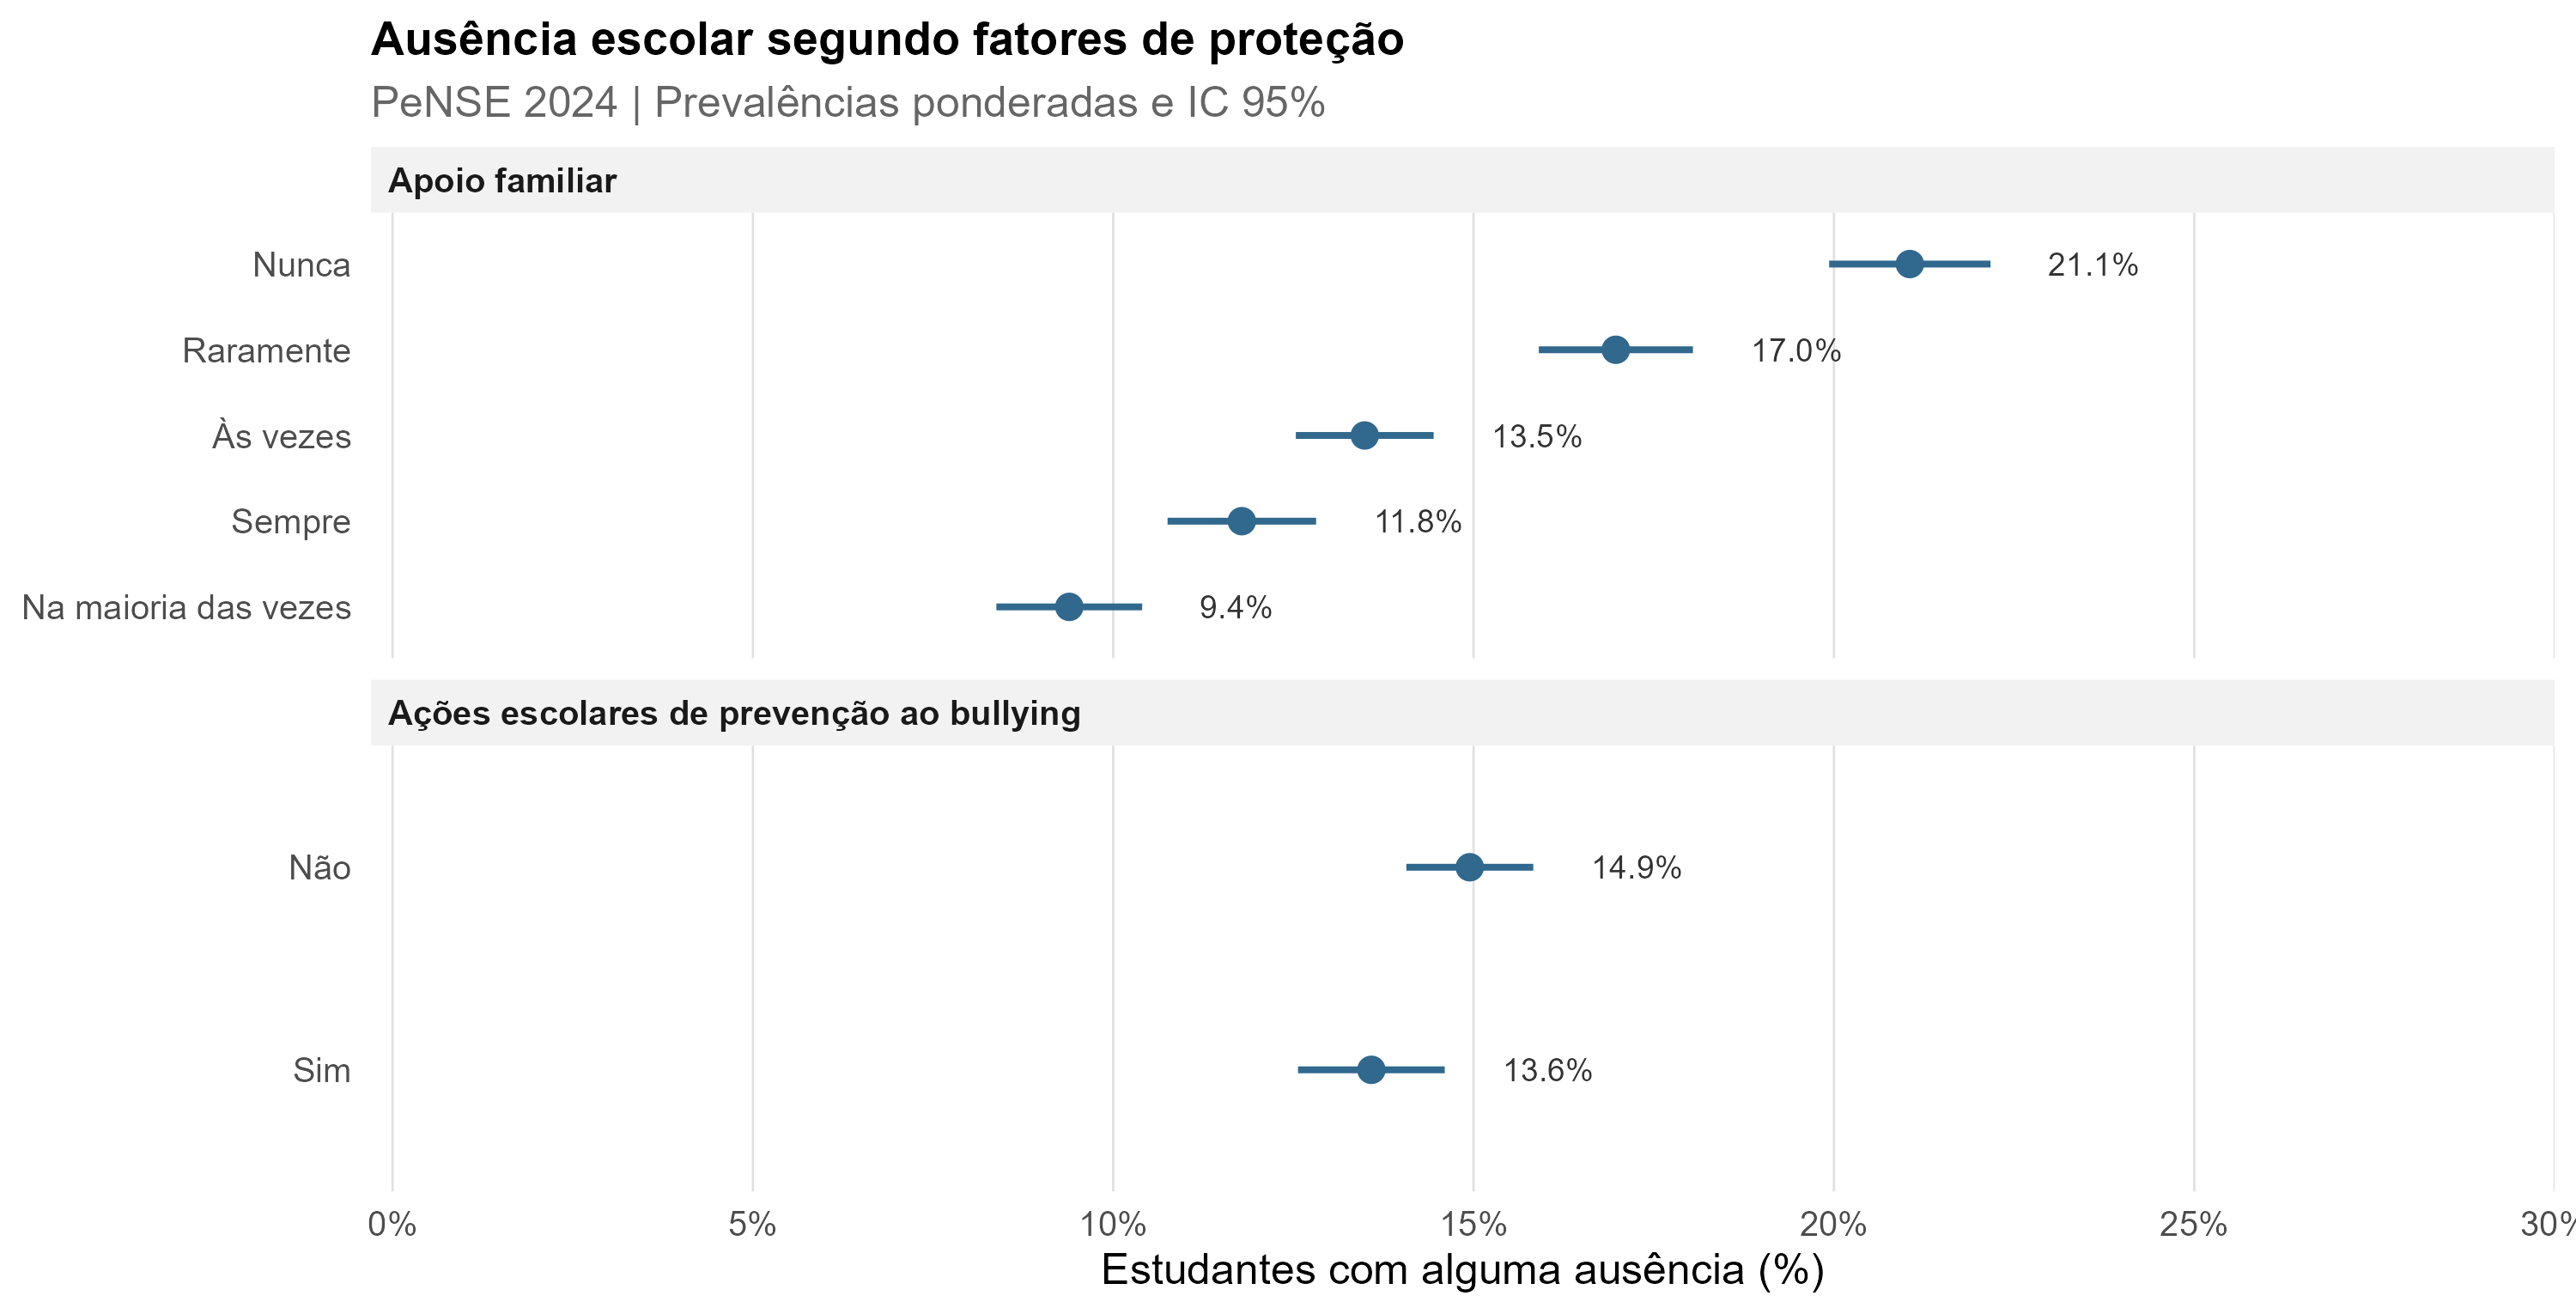 Ausência escolar segundo fatores de proteção
PeNSE 2024 | Prevalências ponderadas e IC 95%
Apoio familiar
Nunca 21.1%
Raramente 17.0%
Às vezes 13.5%
Sempre 11.8%
Na maioria das vezes 9.4%
Ações escolares de prevenção ao bullying
Não 14.9%
Sim 13.6%
0% 5% 10% 15% 20% 25% 30%
Estudantes com alguma ausência (%)